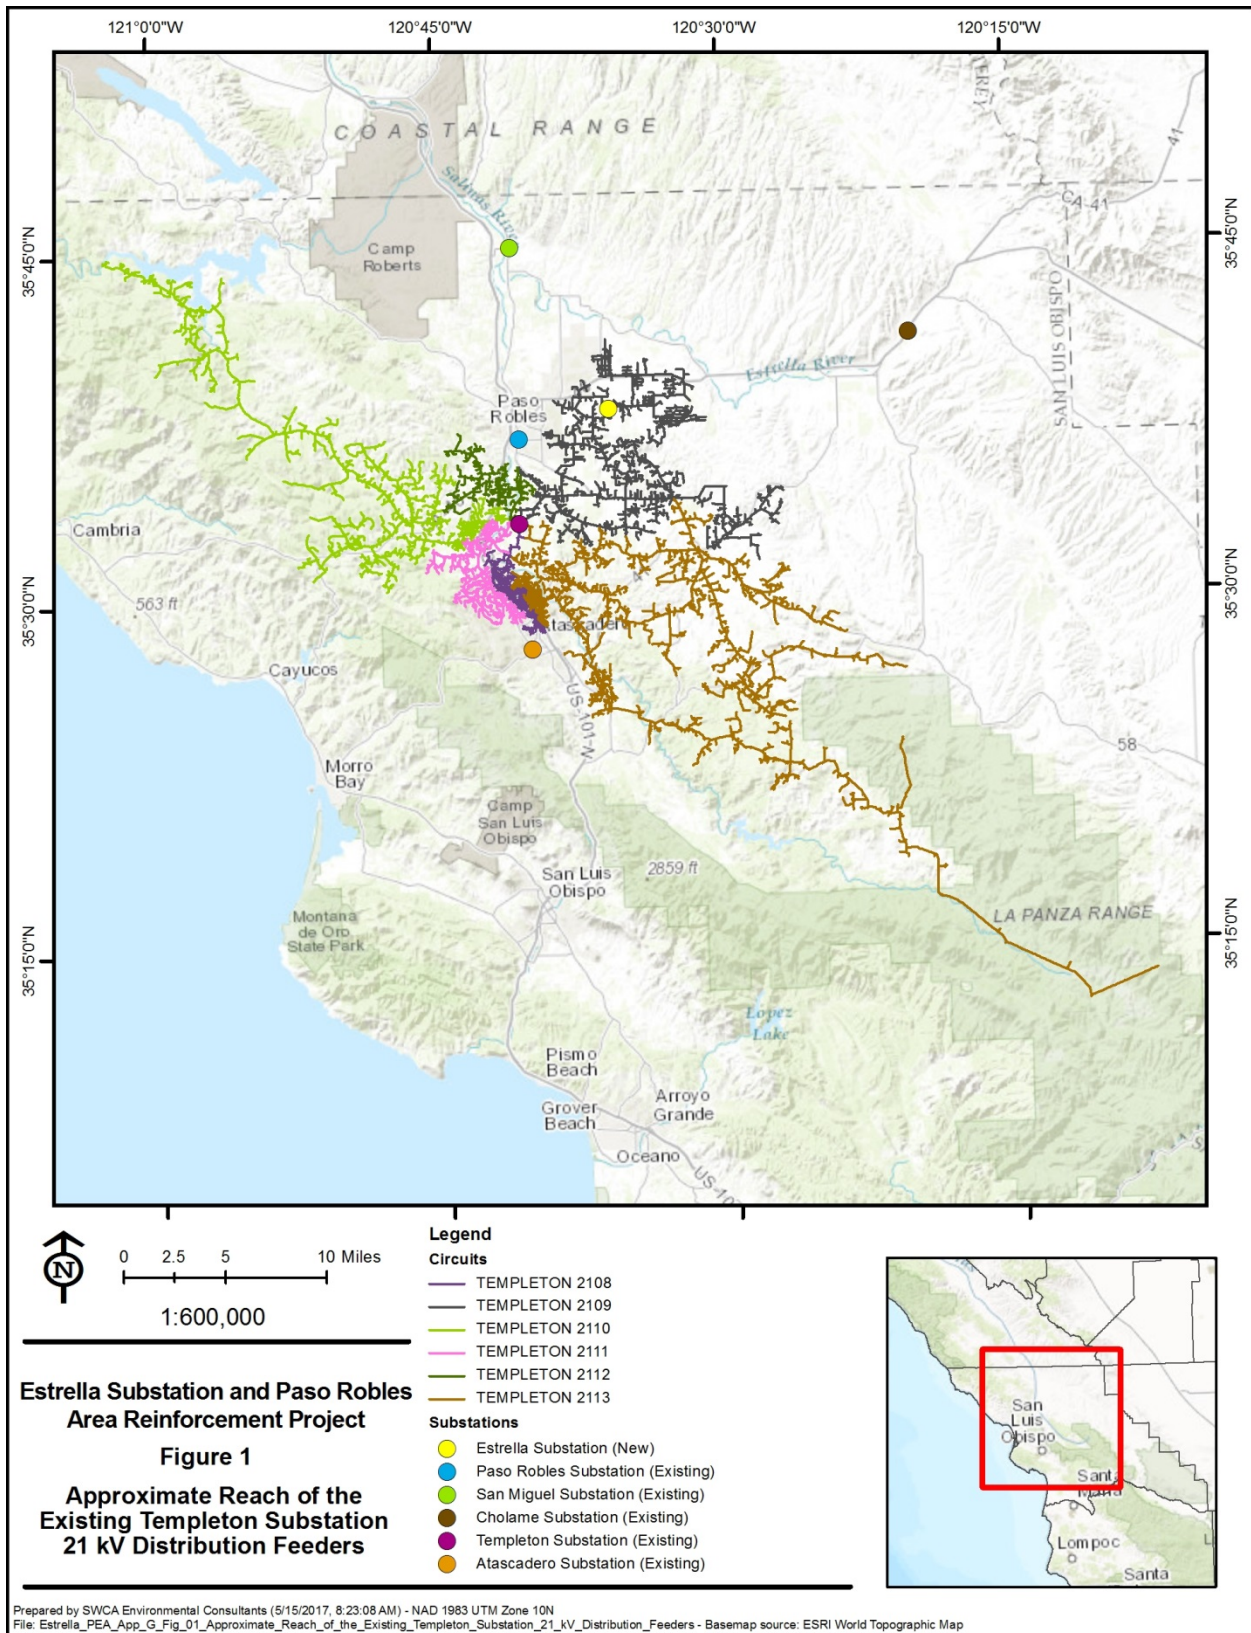 121°0'0"W
120°45'0"W
120°30'0"W
120°15'0"W
35°45'0"N
35°30'0"N
35°15'0"N
35°45'0"N
35°30'0"N
35°15'0"N
COASTAL RANGE
Salinas River
41
CA-41
Camp
Roberts
SAN LUIS OBISPO
Estrella River
Paso
Robles
Cambria
563 ft
Cayucos
US-101 N
58
Morro
Bay
Camp
San Luis
Obispo
San Luis
Obispo
2859 ft
Montana
de Oro
State Park
LA PANZA RANGE
Lopez
Lake
Pismo
Beach
Grover
Beach
Arroyo
Grande
Oceano
N
0 2.5 5 10 Miles
1:600,000
Estrella Substation and Paso Robles
Area Reinforcement Project
Figure 1
Approximate Reach of the
Existing Templeton Substation
21 kV Distribution Feeders
Legend
Circuits
TEMPLETON 2108
TEMPLETON 2109
TEMPLETON 2110
TEMPLETON 2111
TEMPLETON 2112
TEMPLETON 2113
Substations
Estrella Substation (New)
Paso Robles Substation (Existing)
San Miguel Substation (Existing)
Cholame Substation (Existing)
Templeton Substation (Existing)
Atascadero Substation (Existing)
San
Luis
Obispo
Santa
Lompoc
Santa
Prepared by SWCA Environmental Consultants (5/15/2017, 8:23:08 AM) - NAD 1983 UTM Zone 10N
File: Estrella_PEA_App_G_Fig_01_Approximate_Reach_of_the_Existing_Templeton_Substation_21_kV_Distribution_Feeders - Basemap source: ESRI World Topographic Map